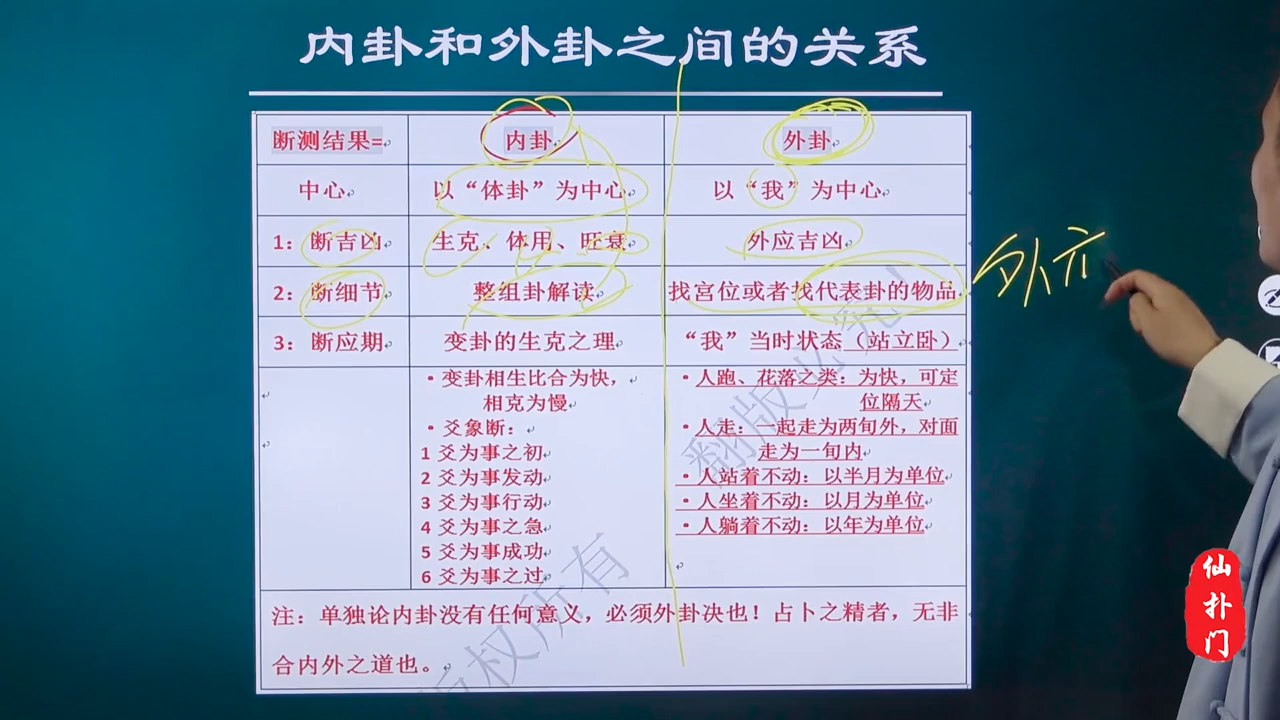 内卦和外卦之间的关系
断测结果= 内卦 外卦
中心 以“体卦”为中心 以“我”为中心
1：断吉凶 生克、体用、旺衰 外应吉凶
2：断细节 整组卦解读 找宫位或者找代表卦的物品
3：断应期 变卦的生克之理 “我”当时状态（站立卧）
·变卦相生比合为快，
相克为慢
·爻象断：
1 爻为事之初
2 爻为事发动
3 爻为事行动
4 爻为事之急
5 爻为事成功
6 爻为事之过
·人跑、花落之类：为快，可定
位隔天
·人走：一起走为两旬外，对面
走为一旬内
·人站着不动：以半月为单位
·人坐着不动：以月为单位
·人躺着不动：以年为单位
注：单独论内卦没有任何意义，必须外卦决也！占卜之精者，无非
合内外之道也。
外
版权所有
翻版必究！
仙
扑
门